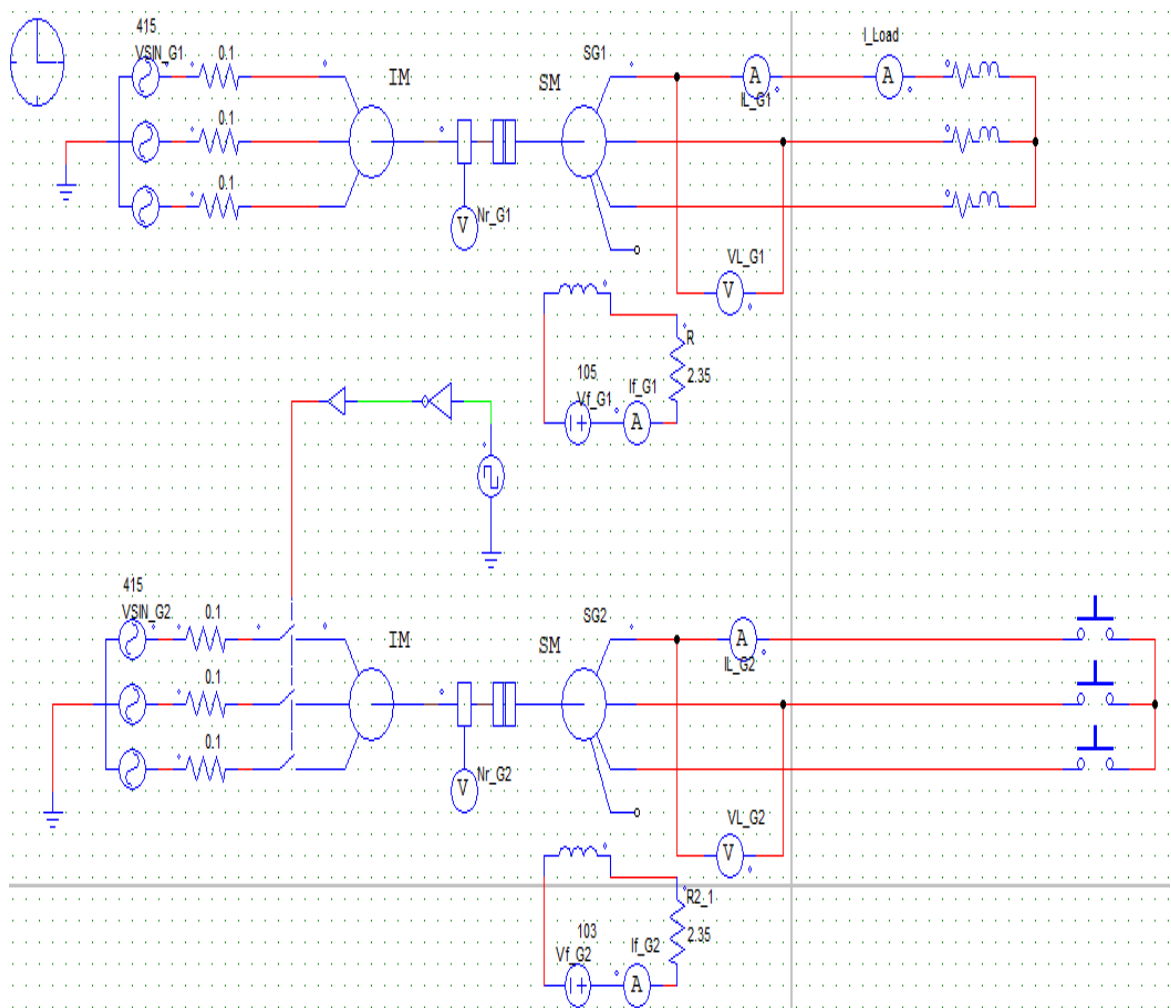 415
VSIN_G1
0.1
0.1
0.1
IM
SM
SG1
I_Load
A
IL_G1
A
V
Nr_G1
VL_G1
V
R
2.35
105
Vf_G1
If_G1
A
415
VSIN_G2
0.1
0.1
0.1
IM
SM
SG2
A
IL_G2
V
Nr_G2
VL_G2
V
R2_1
2.35
103
Vf_G2
If_G2
A